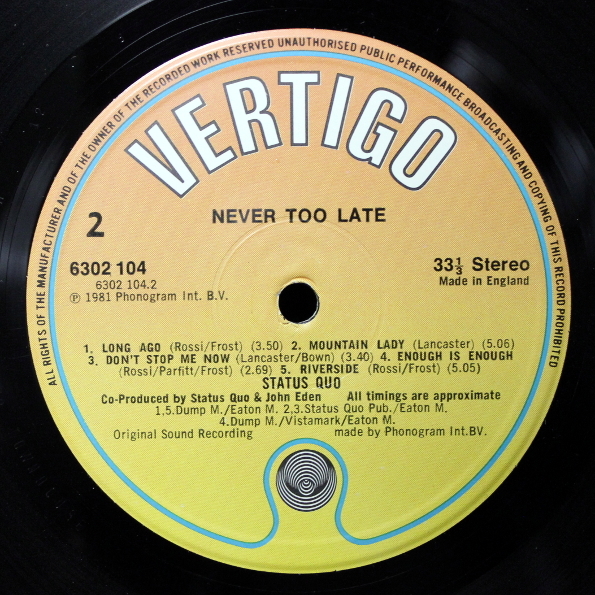 ALL RIGHTS OF THE MANUFACTURER AND OF THE OWNER OF THE RECORDED WORK RESERVED UNAUTHORISED PUBLIC PERFORMANCE BROADCASTING AND COPYING OF THIS RECORD PROHIBITED
VERTIGO
NEVER TOO LATE
2
6302 104
6302 104.2
℗ 1981 Phonogram Int. B.V.
33⅓ Stereo
Made in England
1. LONG AGO (Rossi/Frost) (3.50) 2. MOUNTAIN LADY (Lancaster) (5.06)
3. DON'T STOP ME NOW (Lancaster/Bown) (3.40) 4. ENOUGH IS ENOUGH
(Rossi/Parfitt/Frost) (2.69) 5. RIVERSIDE (Rossi/Frost) (5.05)
STATUS QUO
Co-Produced by Status Quo & John Eden All timings are approximate
1,5.Dump M./Eaton M. 2,3.Status Quo Pub./Eaton M.
4.Dump M./Vistamark/Eaton M.
Original Sound Recording made by Phonogram Int.BV.